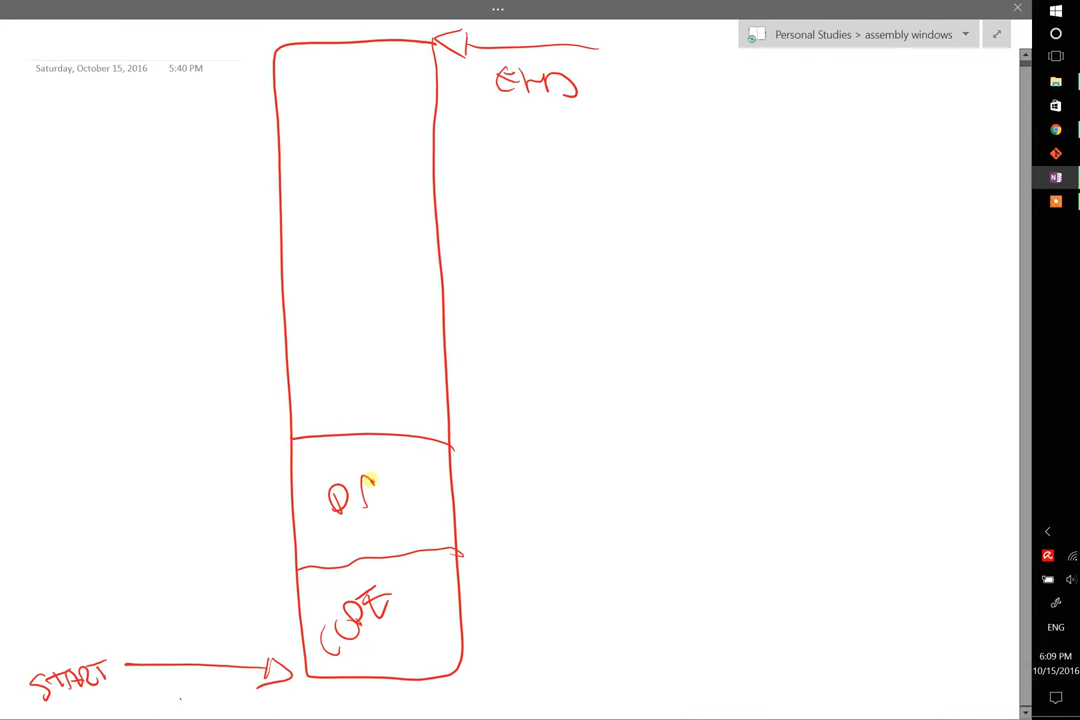 Personal Studies > assembly windows
Saturday, October 15, 2016 5:40 PM
END
CODE
START
ENG
6:09 PM
10/15/2016